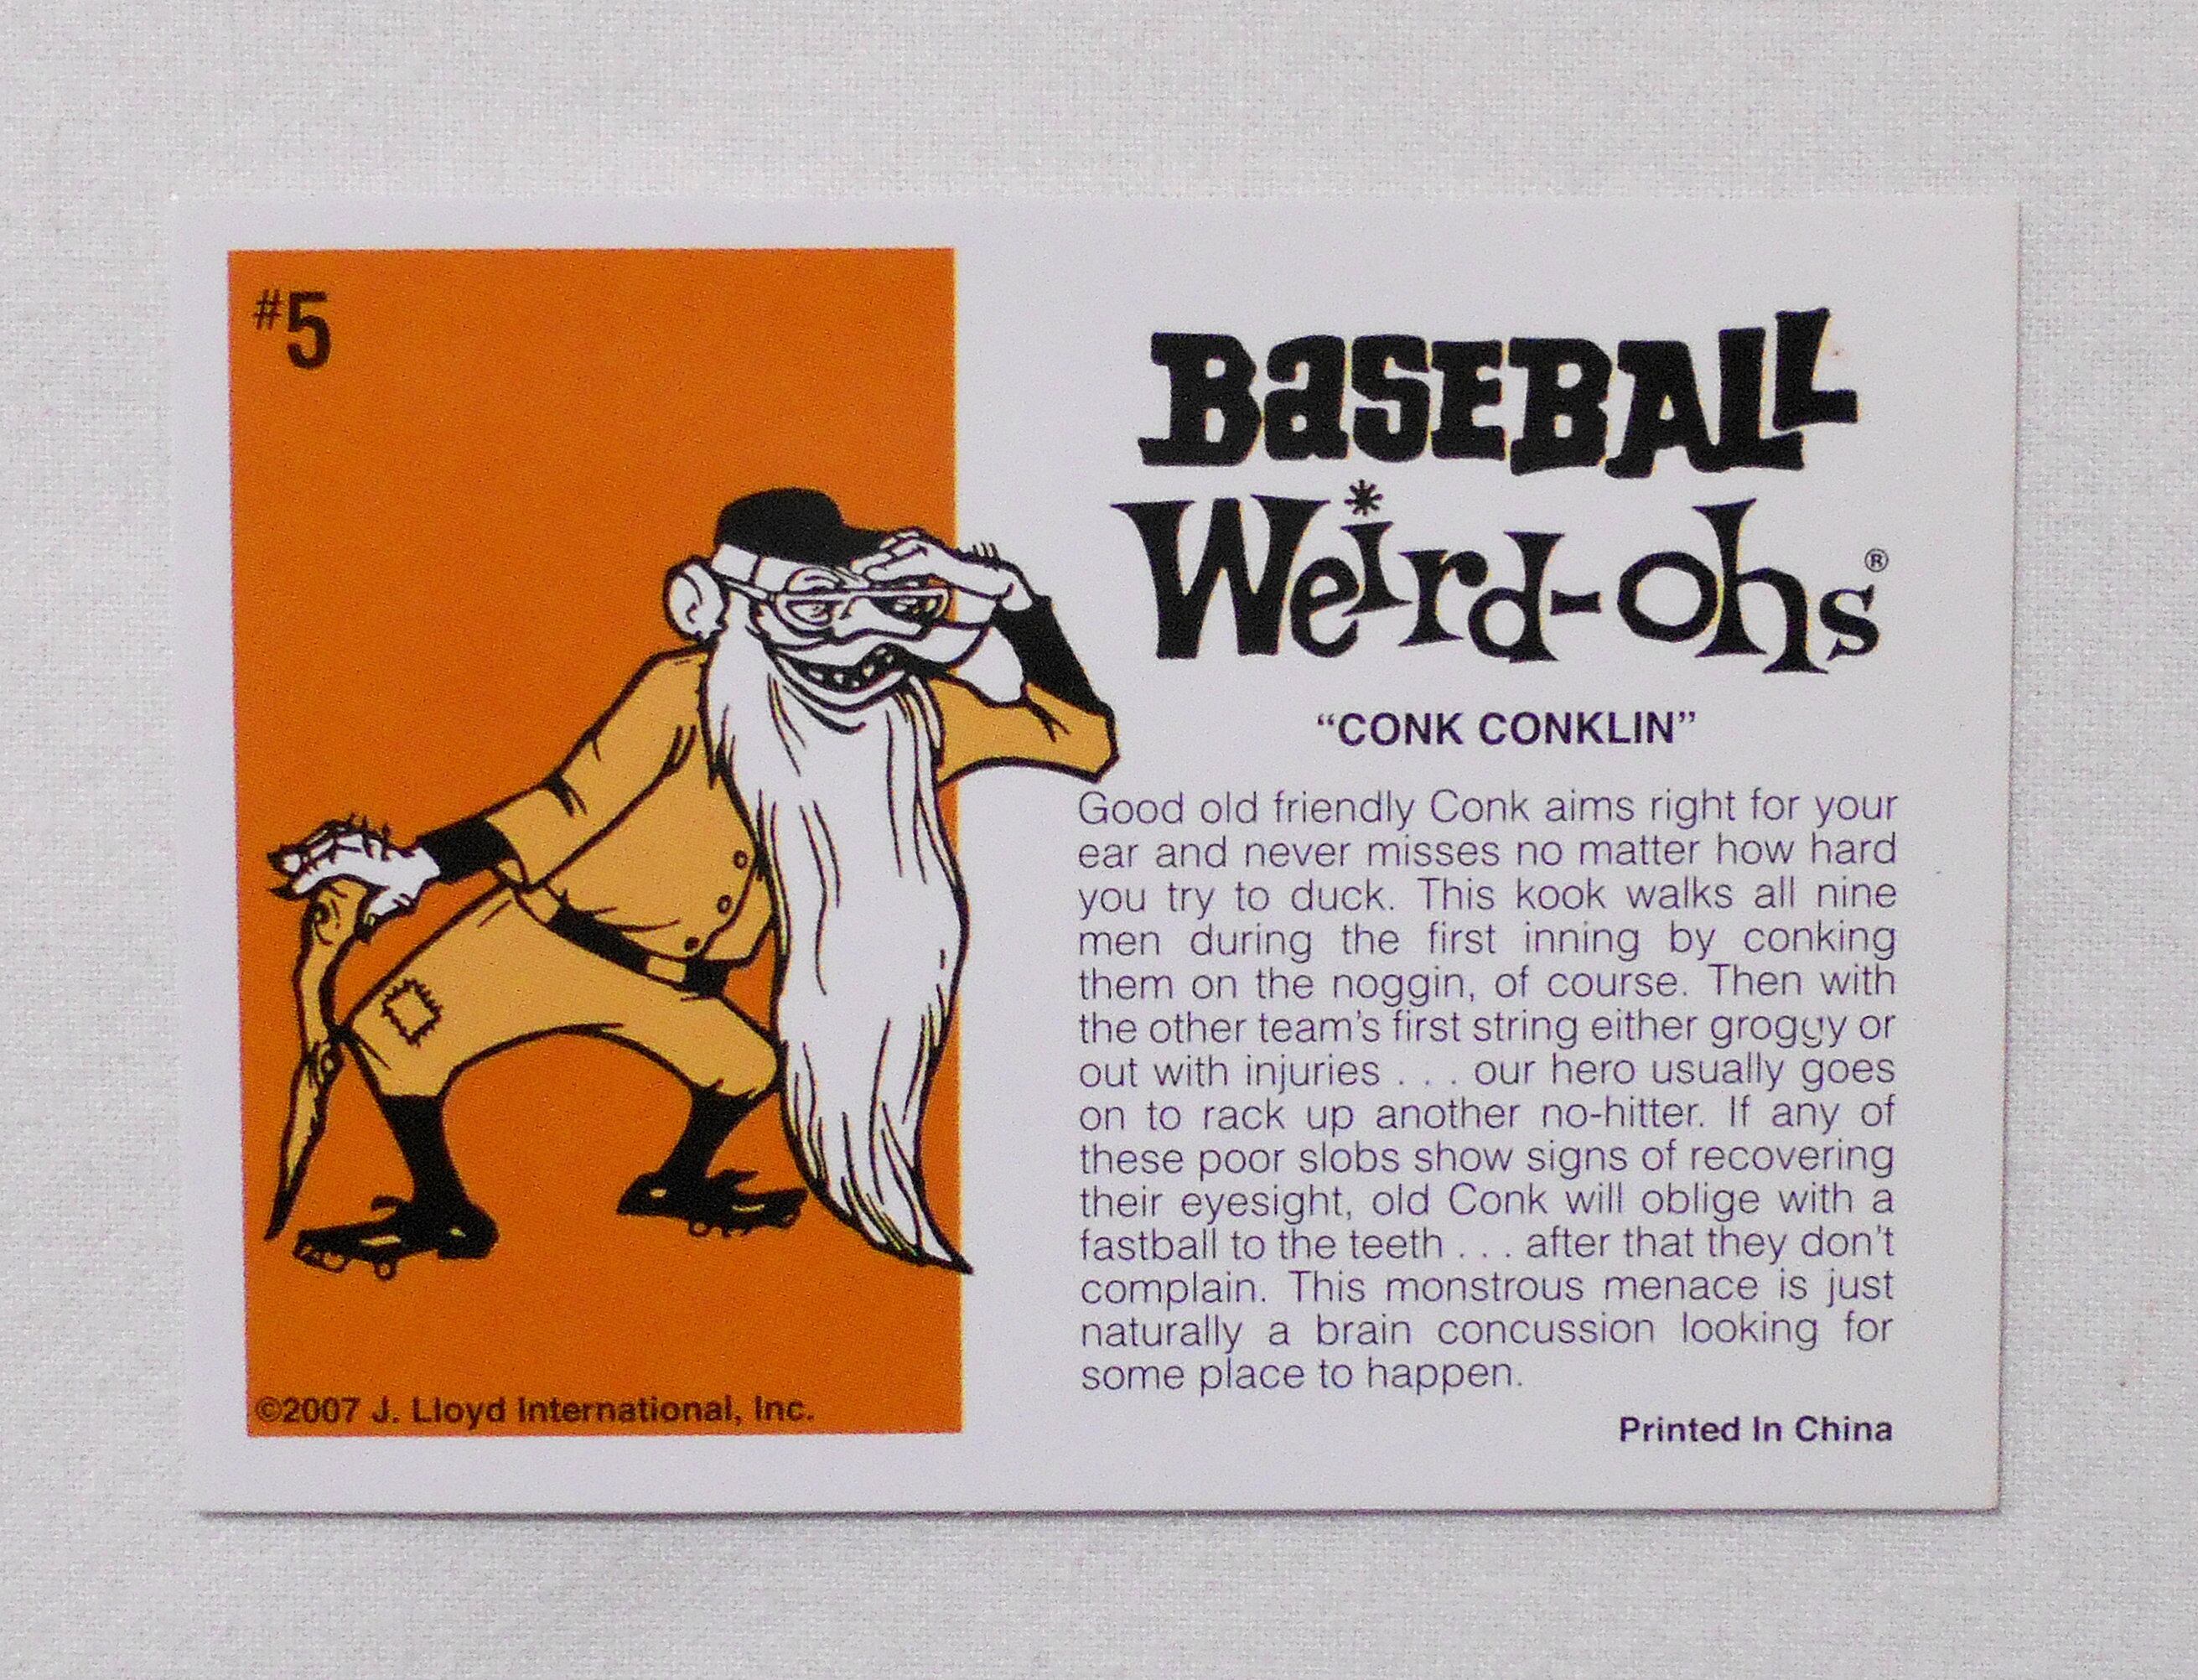 #5
BaSEBALL
Weird-ohs®
“CONK CONKLIN”
Good old friendly Conk aims right for your
ear and never misses no matter how hard
you try to duck. This kook walks all nine
men during the first inning by conking
them on the noggin, of course. Then with
the other team’s first string either groggy or
out with injuries . . . our hero usually goes
on to rack up another no-hitter. If any of
these poor slobs show signs of recovering
their eyesight, old Conk will oblige with a
fastball to the teeth . . . after that they don’t
complain. This monstrous menace is just
naturally a brain concussion looking for
some place to happen.
©2007 J. Lloyd International, Inc.
Printed In China